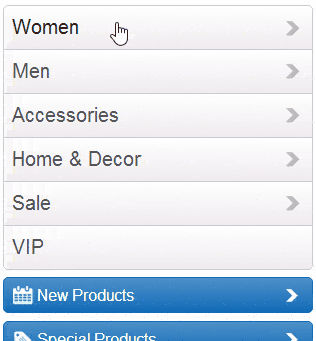 Women
Men
Accessories
Home & Decor
Sale
VIP
New Products
Special Products